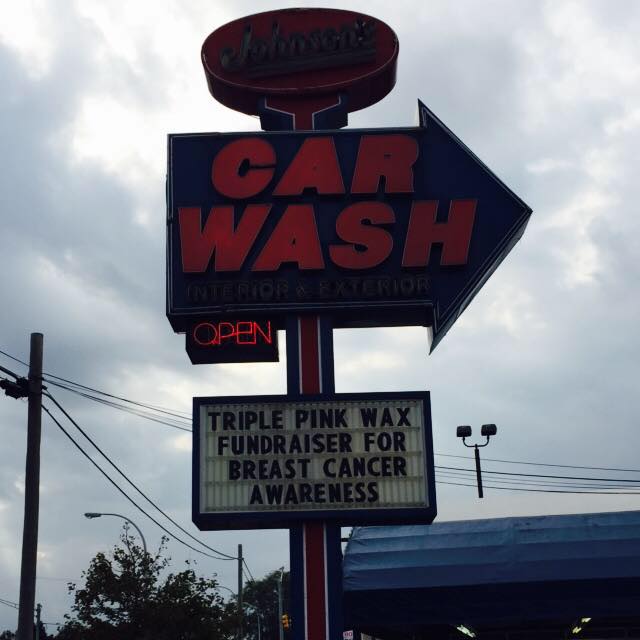 Johnson's
CAR
WASH
INTERIOR & EXTERIOR
OPEN
TRIPLE PINK WAX
FUNDRAISER FOR
BREAST CANCER
AWARENESS